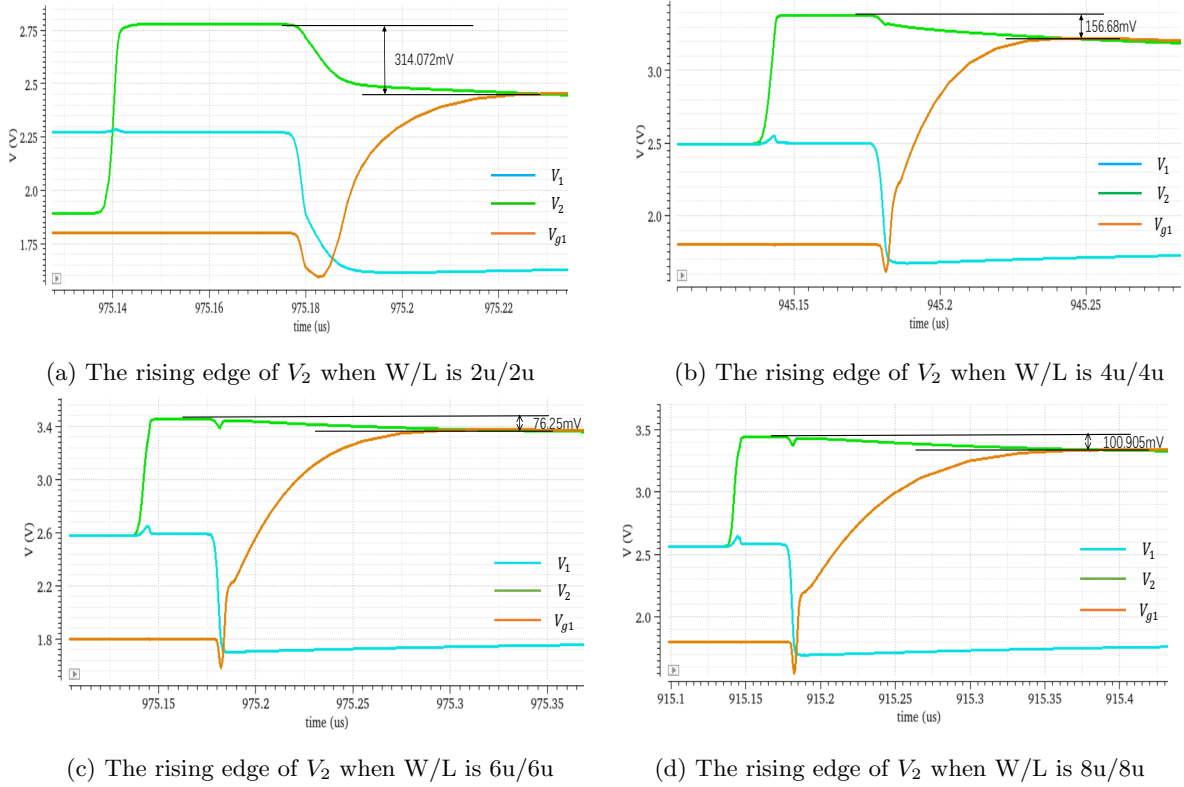 2.75
2.5
2.25
2.0
1.75
V (V)
314.072mV
V1
V2
Vg1
975.14
975.16
975.18
975.2
975.22
time (us)
(a) The rising edge of V2 when W/L is 2u/2u
3.0
2.5
2.0
V (V)
156.68mV
V1
V2
Vg1
945.15
945.2
945.25
time (us)
(b) The rising edge of V2 when W/L is 4u/4u
3.4
3.0
2.6
2.2
1.8
V (V)
76.25mV
V1
V2
Vg1
975.15
975.2
975.25
975.3
975.35
time (us)
(c) The rising edge of V2 when W/L is 6u/6u
3.5
3.0
2.5
2.0
V (V)
100.905mV
V1
V2
Vg1
915.1
915.15
915.2
915.25
915.3
915.35
915.4
time (us)
(d) The rising edge of V2 when W/L is 8u/8u